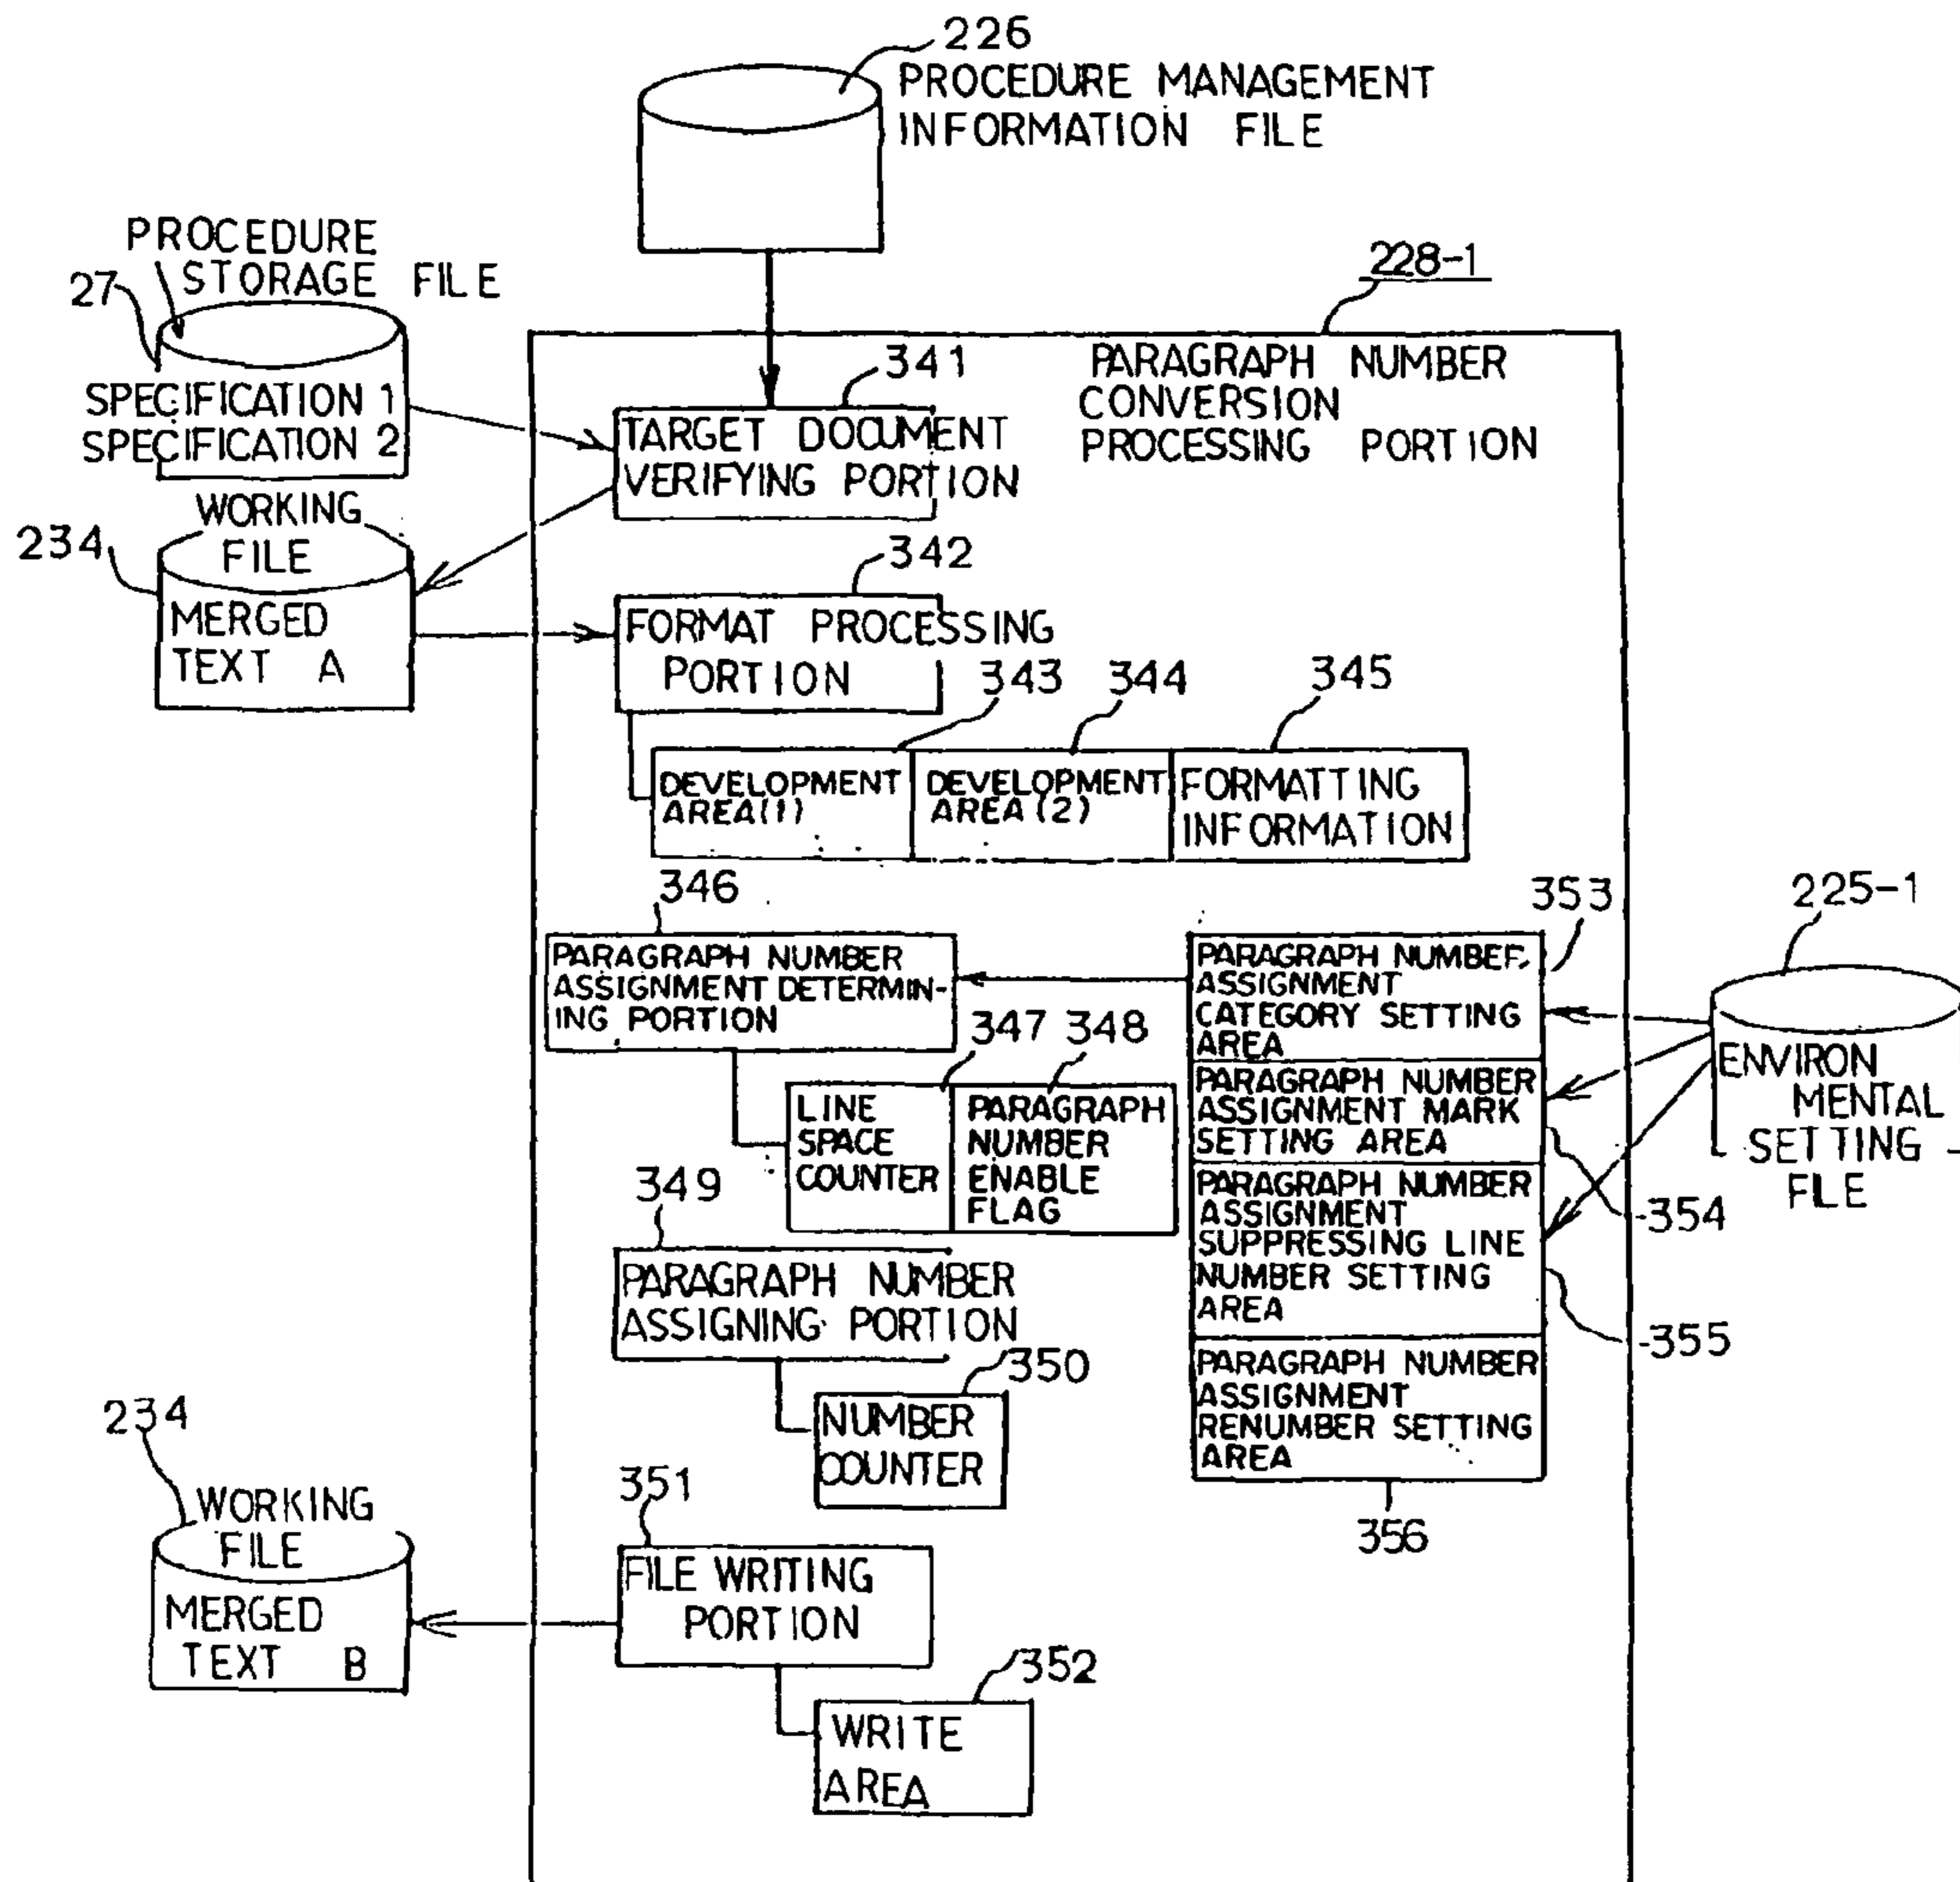 226
PROCEDURE MANAGEMENT
INFORMATION FILE
PROCEDURE
STORAGE FILE
27
SPECIFICATION 1
SPECIFICATION 2
228-1
PARAGRAPH NUMBER
CONVERSION
PROCESSING PORTION
341
TARGET DOCUMENT
VERIFYING PORTION
234
WORKING
FILE
MERGED
TEXT A
342
FORMAT PROCESSING
PORTION
343
344
345
DEVELOPMENT
AREA(1)
DEVELOPMENT
AREA(2)
FORMATTING
INFORMATION
346
PARAGRAPH NUMBER
ASSIGNMENT DETERMIN-
ING PORTION
347
348
LINE
SPACE
COUNTER
PARAGRAPH
NUMBER
ENABLE
FLAG
353
PARAGRAPH NUMBER
ASSIGNMENT
CATEGORY SETTING
AREA
PARAGRAPH NUMBER
ASSIGNMENT MARK
SETTING AREA
PARAGRAPH NUMBER
ASSIGNMENT
SUPPRESSING LINE
NUMBER SETTING
AREA
PARAGRAPH NUMBER
ASSIGNMENT
RENUMBER SETTING
AREA
354
355
356
225-1
ENVIRON
MENTAL
SETTING
FILE
349
PARAGRAPH NUMBER
ASSIGNING PORTION
350
NUMBER
COUNTER
234
WORKING
FILE
MERGED
TEXT B
351
FILE WRITING
PORTION
352
WRITE
AREA